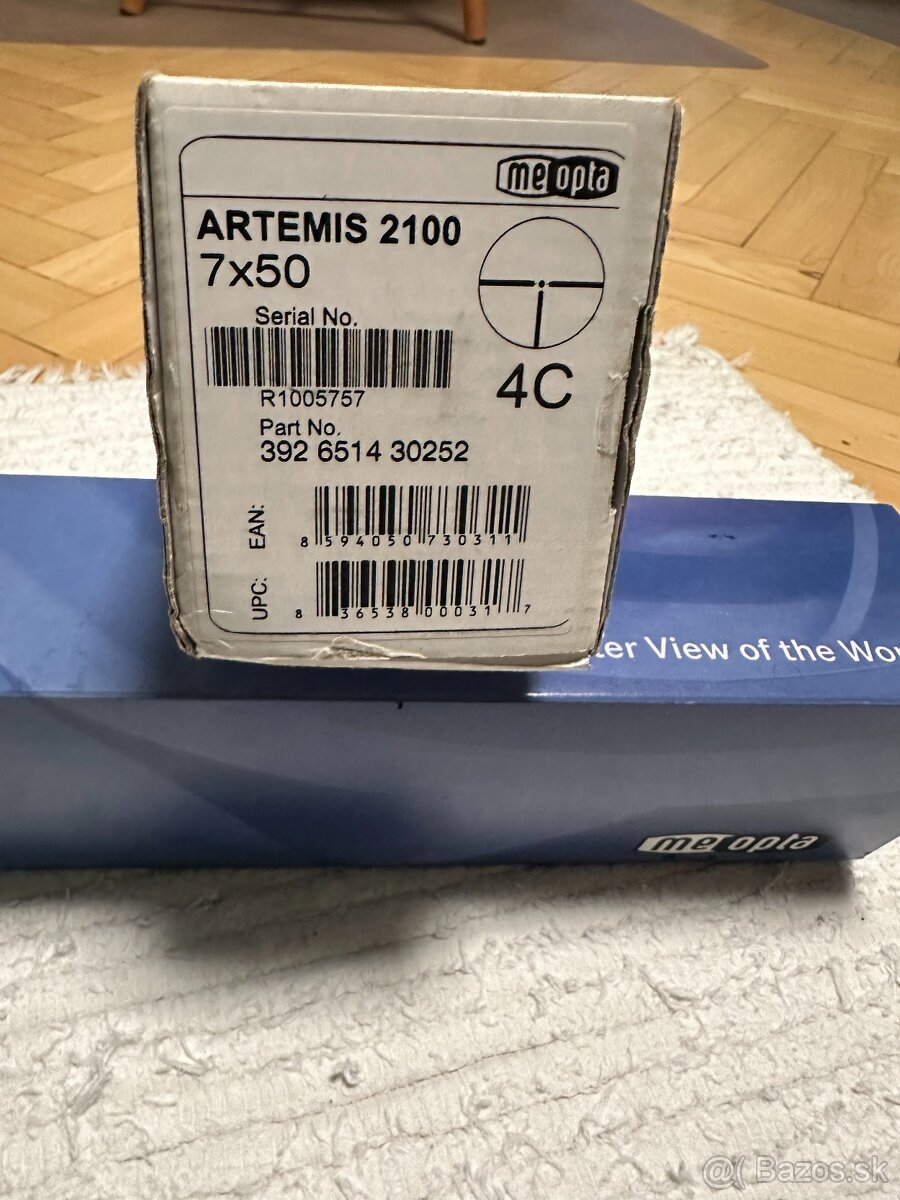 meopta
ARTEMIS 2100
7x50
Serial No.
R1005757
4C
Part No.
392 6514 30252
EAN:
8 594050 730311
UPC:
8 36538 00031 7
ter View of the Wor
meopta
@( Bazos.sk